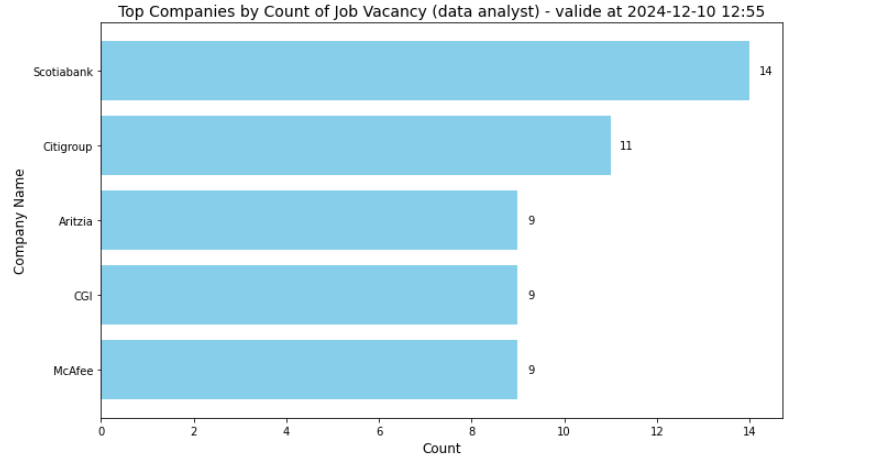 Top Companies by Count of Job Vacancy (data analyst) - valide at 2024-12-10 12:55
Company Name
Scotiabank 14
Citigroup 11
Aritzia 9
CGI 9
McAfee 9
0 2 4 6 8 10 12 14
Count